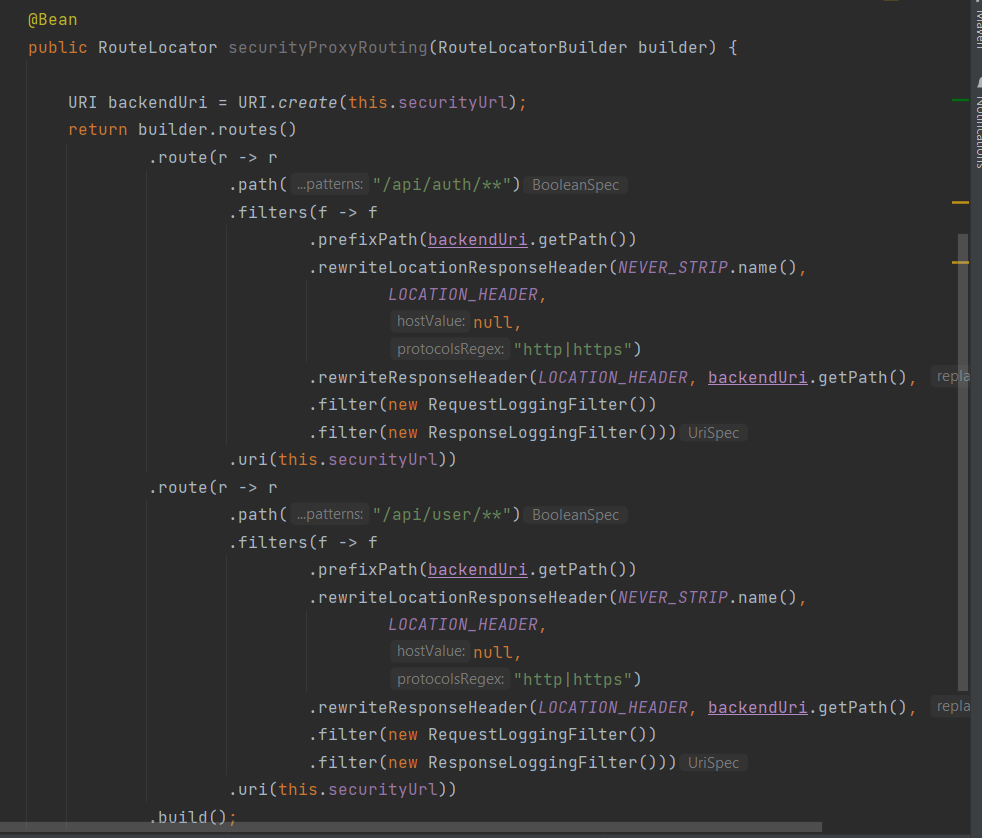 @Bean
public RouteLocator securityProxyRouting(RouteLocatorBuilder builder) {
URI backendUri = URI.create(this.securityUrl);
return builder.routes()
.route(r -> r
.path( ...patterns: "/api/auth/**") BooleanSpec
.filters(f -> f
.prefixPath(backendUri.getPath())
.rewriteLocationResponseHeader(NEVER_STRIP.name(),
LOCATION_HEADER,
hostValue: null,
protocolsRegex: "http|https")
.rewriteResponseHeader(LOCATION_HEADER, backendUri.getPath(), repla
.filter(new RequestLoggingFilter())
.filter(new ResponseLoggingFilter())) UriSpec
.uri(this.securityUrl))
.route(r -> r
.path( ...patterns: "/api/user/**") BooleanSpec
.filters(f -> f
.prefixPath(backendUri.getPath())
.rewriteLocationResponseHeader(NEVER_STRIP.name(),
LOCATION_HEADER,
hostValue: null,
protocolsRegex: "http|https")
.rewriteResponseHeader(LOCATION_HEADER, backendUri.getPath(), repla
.filter(new RequestLoggingFilter())
.filter(new ResponseLoggingFilter())) UriSpec
.uri(this.securityUrl))
.build();
Maven
Notifications